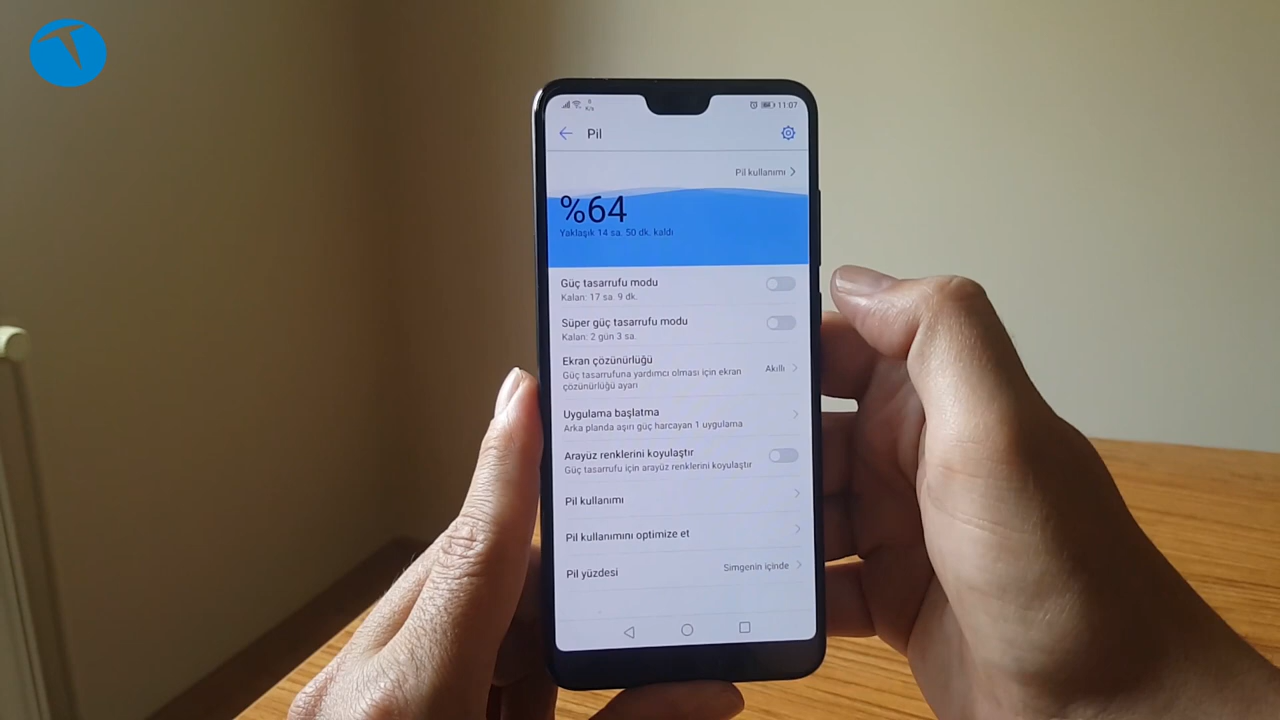 11:07
Pil
Pil kullanımı
%64
Yaklaşık 14 sa. 50 dk. kaldı
Güç tasarrufu modu
Kalan: 17 sa. 9 dk.
Süper güç tasarrufu modu
Kalan: 2 gün 3 sa.
Ekran çözünürlüğü
Güç tasarrufuna yardımcı olması için ekran
çözünürlüğü ayarı
Akıllı
Uygulama başlatma
Arka planda aşırı güç harcayan 1 uygulama
Arayüz renklerini koyulaştır
Güç tasarrufu için arayüz renklerini koyulaştır
Pil kullanımı
Pil kullanımını optimize et
Pil yüzdesi
Simgenin içinde